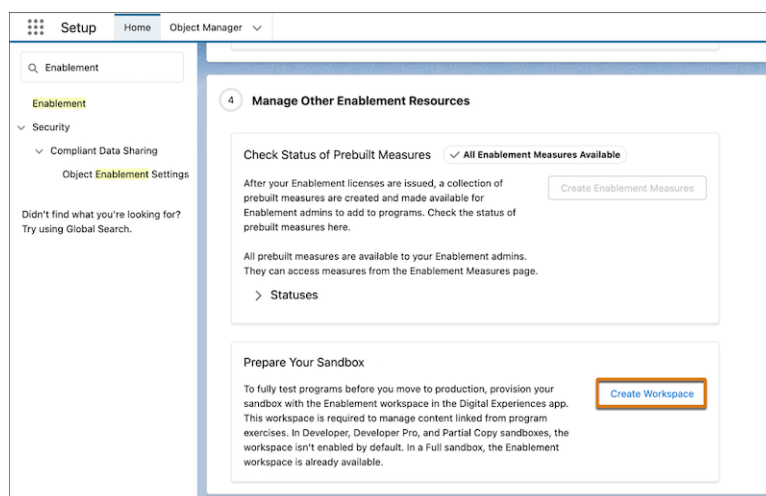 Setup
Home
Object Manager
Enablement
Enablement
Security
Compliant Data Sharing
Object Enablement Settings
Didn't find what you're looking for?
Try using Global Search.
4
Manage Other Enablement Resources
Check Status of Prebuilt Measures
All Enablement Measures Available
After your Enablement licenses are issued, a collection of
prebuilt measures are created and made available for
Enablement admins to add to programs. Check the status of
prebuilt measures here.
Create Enablement Measures
All prebuilt measures are available to your Enablement admins.
They can access measures from the Enablement Measures page.
Statuses
Prepare Your Sandbox
To fully test programs before you move to production, provision your
sandbox with the Enablement workspace in the Digital Experiences app.
This workspace is required to manage content linked from program
exercises. In Developer, Developer Pro, and Partial Copy sandboxes, the
workspace isn't enabled by default. In a Full sandbox, the Enablement
workspace is already available.
Create Workspace